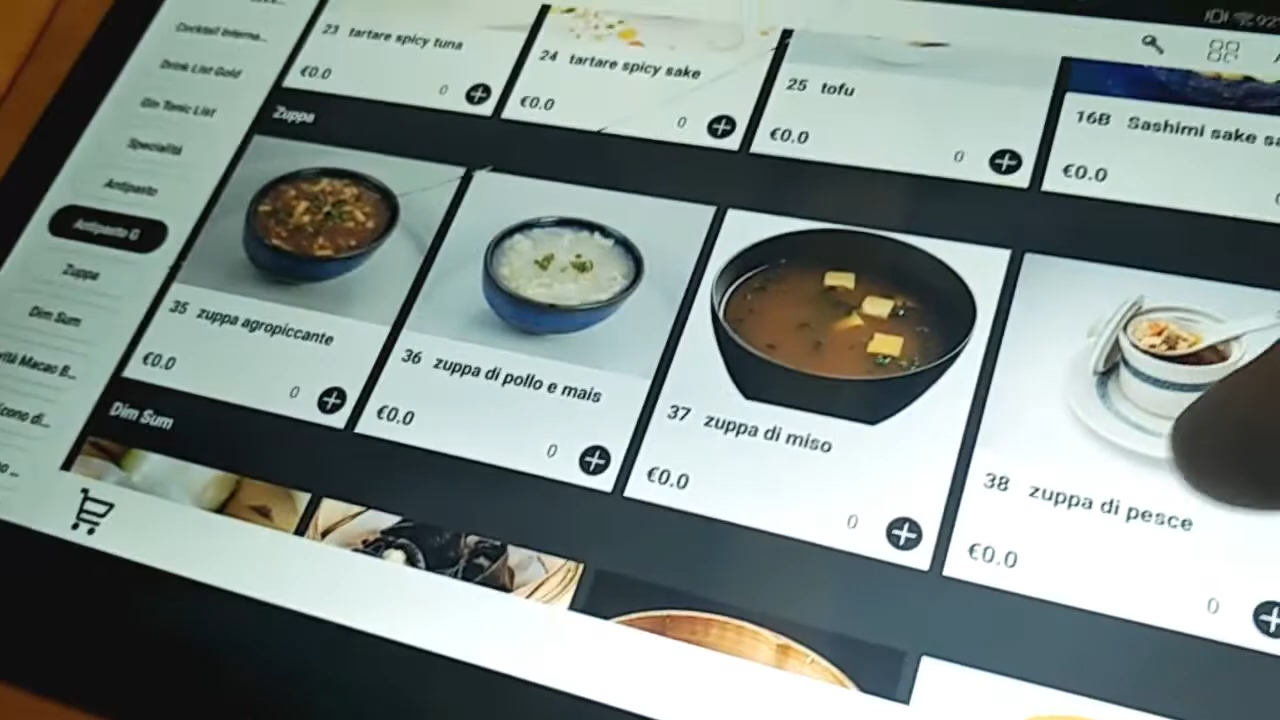 Cocktail Interna...
Drink List Gold
Gin Tonic List
Specialità
Antipasto
Antipasto G
Zuppa
Dim Sum
23 tartare spicy tuna
€0.0
0
24 tartare spicy sake
€0.0
0
25 tofu
€0.0
0
16B Sashimi sake
€0.0
Zuppa
35 zuppa agropiccante
€0.0
0
36 zuppa di pollo e mais
€0.0
0
37 zuppa di miso
€0.0
0
38 zuppa di pesce
€0.0
0
Dim Sum